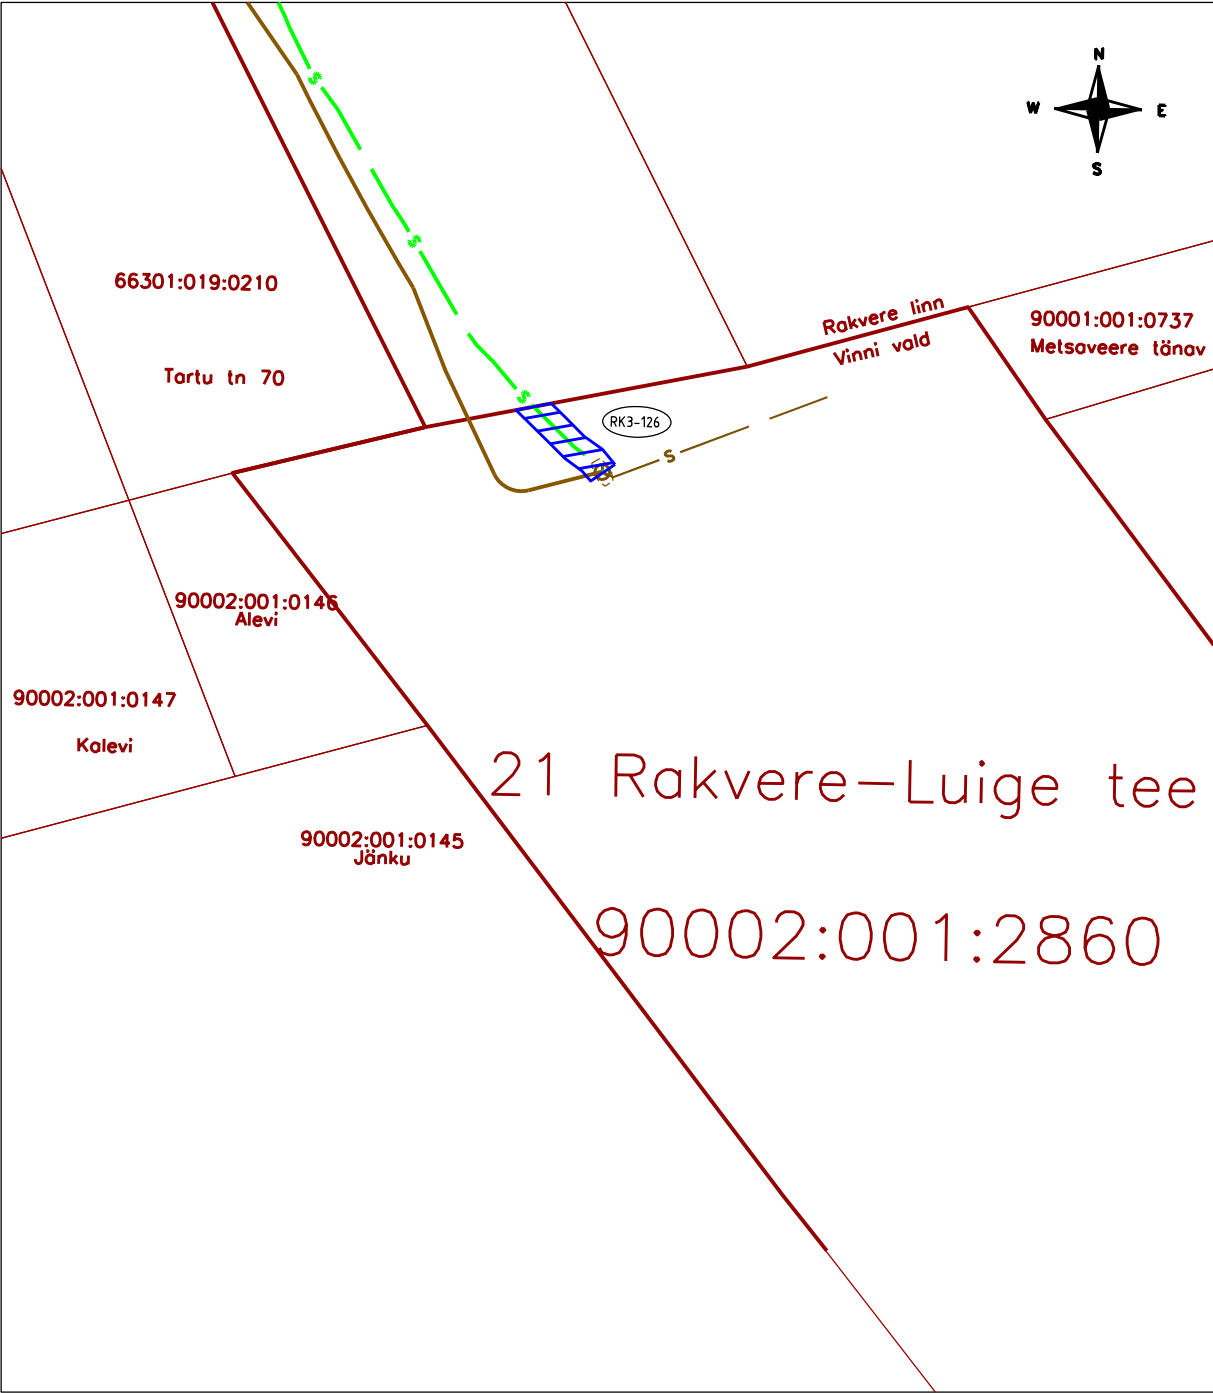 N
W E
S
S
S
66301:019:0210
Tartu tn 70
Rakvere linn
Vinni vald
90001:001:0737
Metsaveere tänav
S
RK3-126
S
90002:001:0146
Alevi
90002:001:0147
Kalevi
21 Rakvere-Luige tee
90002:001:0145
Jänku
90002:001:2860